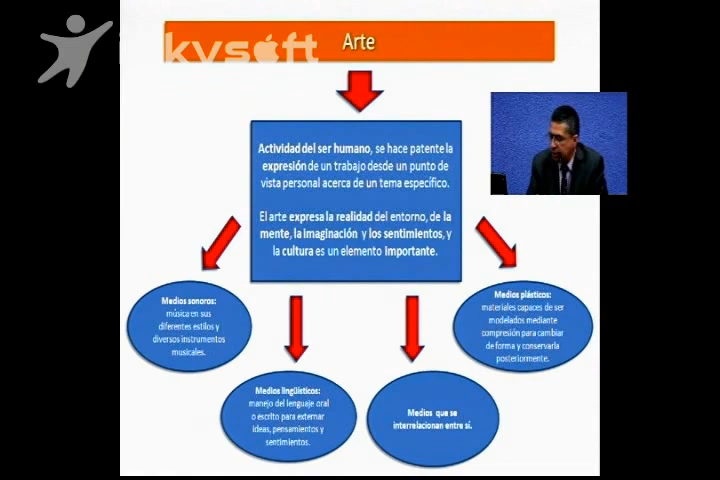 kysoft
Arte
Actividad del ser humano, se hace patente la
expresión de un trabajo desde un punto de
vista personal acerca de un tema específico.
El arte expresa la realidad del entorno, de la
mente, la imaginación y los sentimientos, y
la cultura es un elemento importante.
Medios sonoros:
música en sus
diferentes estilos y
diversos instrumentos
musicales.
Medios lingüísticos:
manejo del lenguaje oral
o escrito para externar
ideas, pensamientos y
sentimientos.
Medios que se
interrelacionan entre sí.
Medios plásticos:
materiales capaces de ser
modelados mediante
compresión para cambiar
de forma y conservarla
posteriormente.